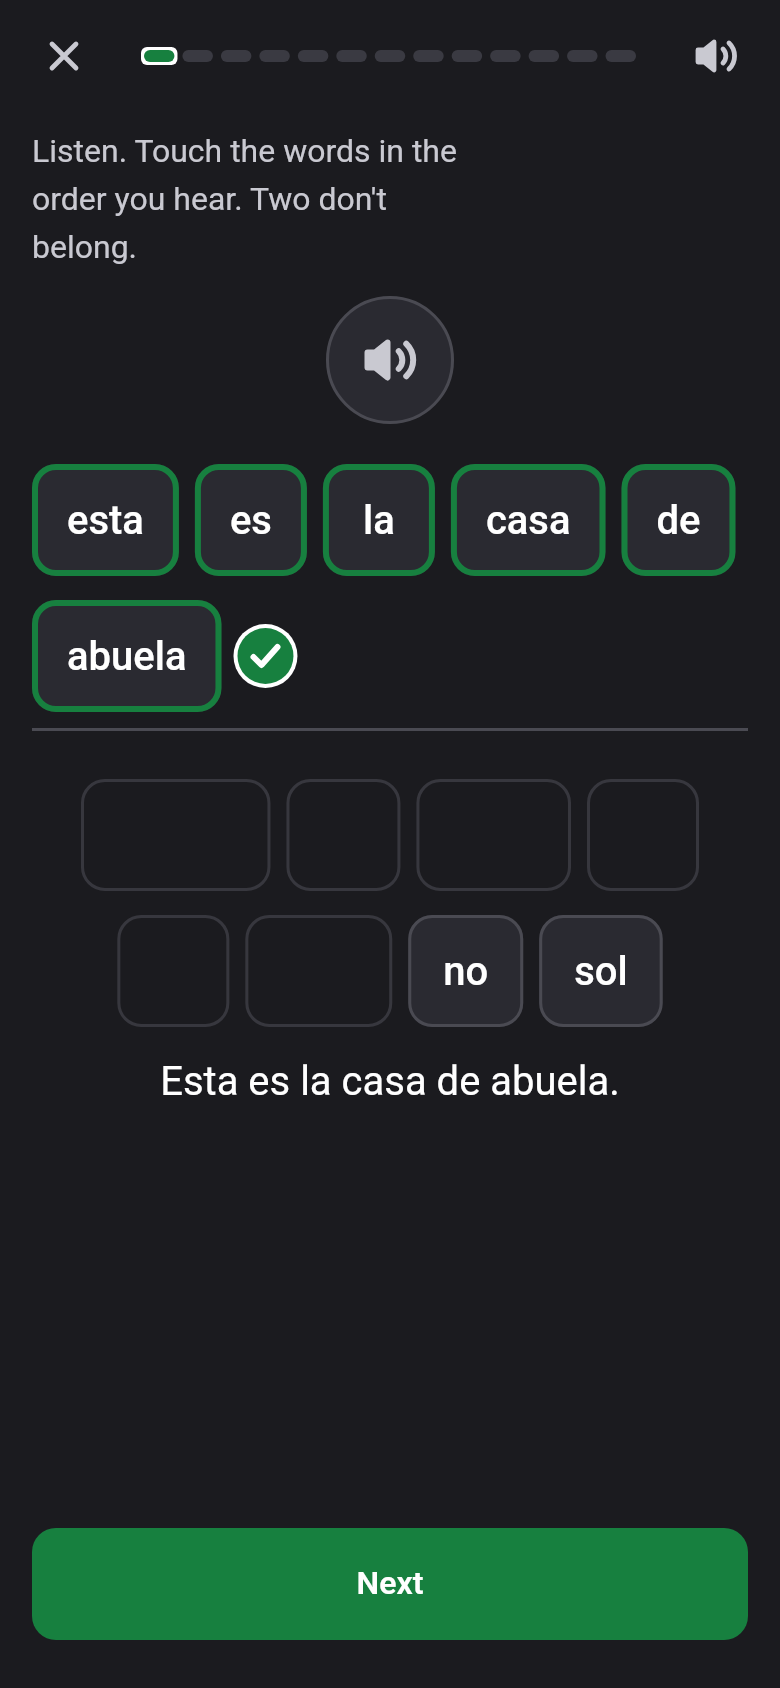 Listen. Touch the words in the
order you hear. Two don't
belong.
esta es la casa de
abuela
no sol
Esta es la casa de abuela.
Next